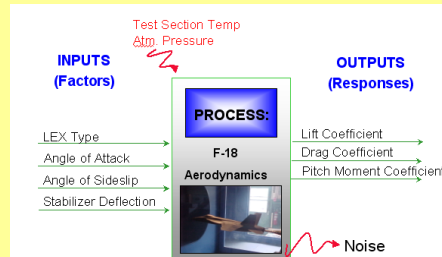 Test Section Temp
Atm. Pressure
INPUTS
(Factors)
OUTPUTS
(Responses)
PROCESS:
LEX Type
Angle of Attack
Angle of Sideslip
Stabilizer Deflection
F-18
Aerodynamics
Lift Coefficient
Drag Coefficient
Pitch Moment Coefficient
Noise